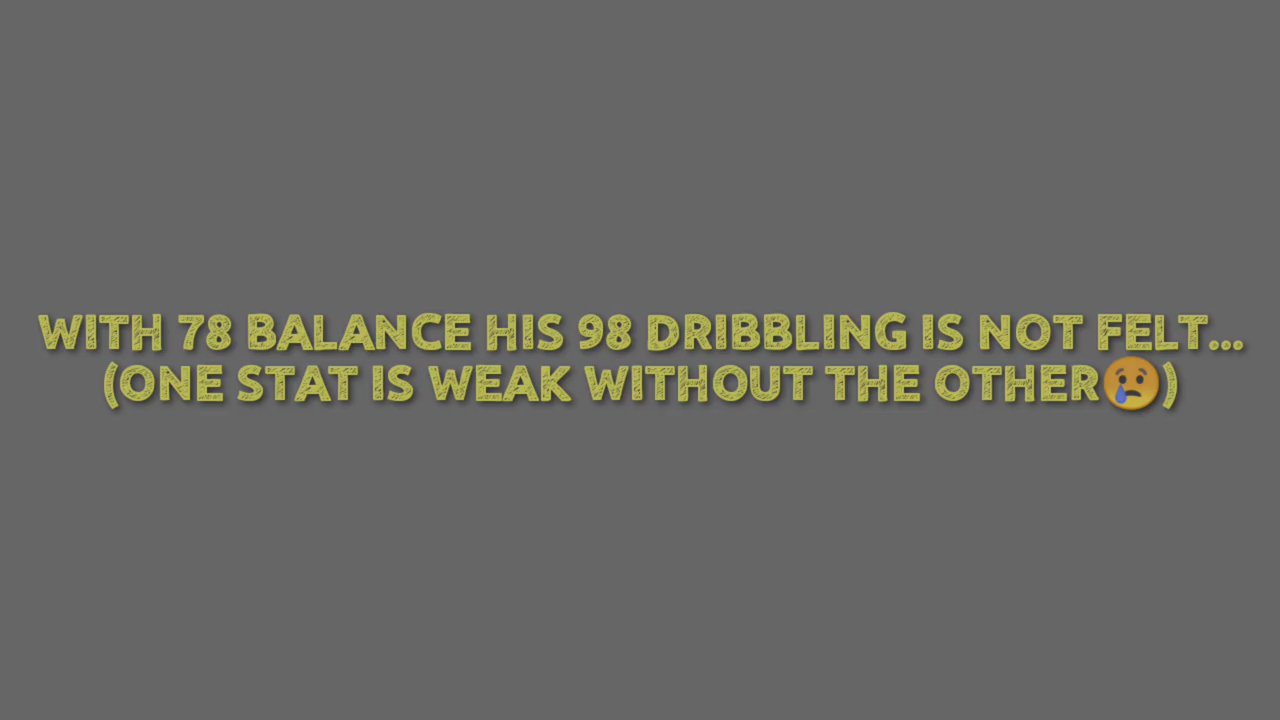 WITH 78 BALANCE HIS 98 DRIBBLING IS NOT FELT...
(ONE STAT IS WEAK WITHOUT THE OTHER😢)